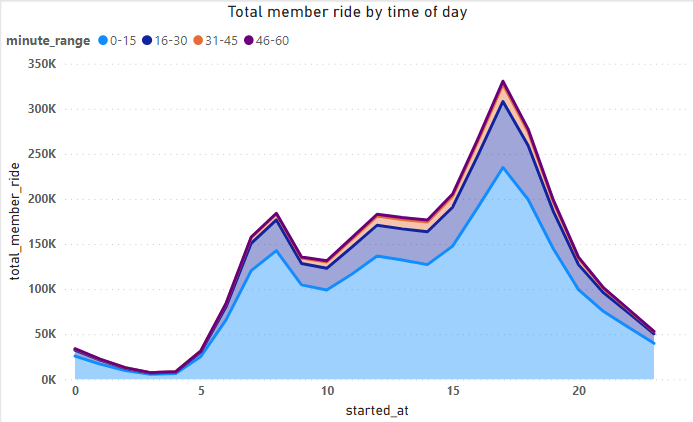 Total member ride by time of day
minute_range 0-15 16-30 31-45 46-60
350K
300K
250K
200K
150K
100K
50K
0K
total_member_ride
0 5 10 15 20
started_at